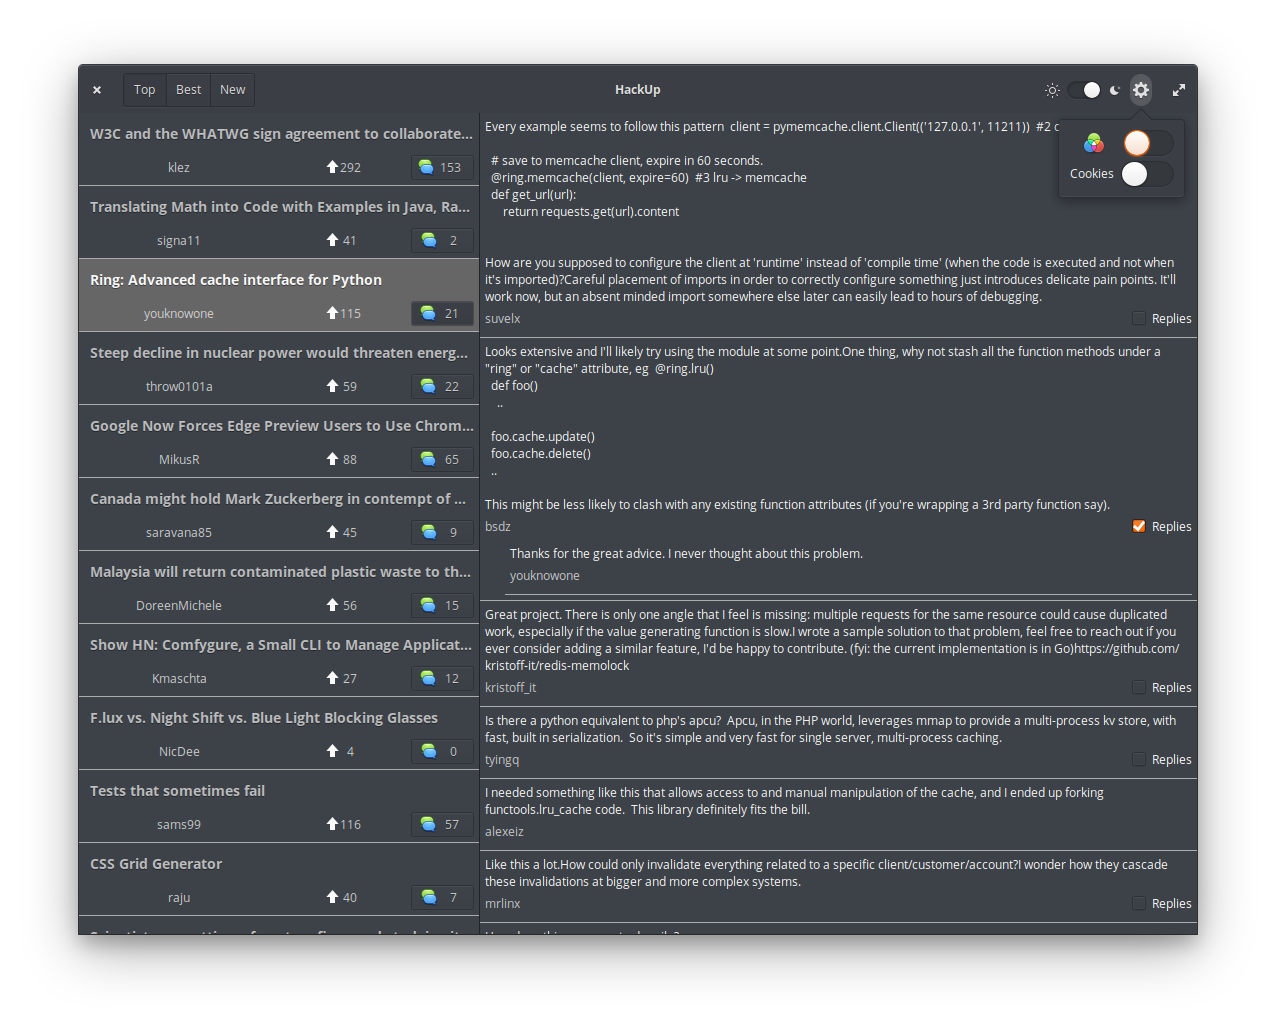 Top Best New
HackUp
W3C and the WHATWG sign agreement to collaborate...
klez 292 153
Translating Math into Code with Examples in Java, Ra...
signa11 41 2
Ring: Advanced cache interface for Python
youknowone 115 21
Steep decline in nuclear power would threaten energ...
throw0101a 59 22
Google Now Forces Edge Preview Users to Use Chrom...
MikusR 88 65
Canada might hold Mark Zuckerberg in contempt of ...
saravana85 45 9
Malaysia will return contaminated plastic waste to th...
DoreenMichele 56 15
Show HN: Comfygure, a Small CLI to Manage Applicat...
Kmaschta 27 12
F.lux vs. Night Shift vs. Blue Light Blocking Glasses
NicDee 4 0
Tests that sometimes fail
sams99 116 57
CSS Grid Generator
raju 40 7
Every example seems to follow this pattern  client = pymemcache.client.Client(('127.0.0.1', 11211))  #2
# save to memcache client, expire in 60 seconds.
@ring.memcache(client, expire=60)  #3 lru -> memcache
def get_url(url):
return requests.get(url).content
How are you supposed to configure the client at 'runtime' instead of 'compile time' (when the code is executed and not when
it's imported)?Careful placement of imports in order to correctly configure something just introduces delicate pain points. It'll
work now, but an absent minded import somewhere else later can easily lead to hours of debugging.
suvelx Replies
Looks extensive and I'll likely try using the module at some point.One thing, why not stash all the function methods under a
"ring" or "cache" attribute, eg  @ring.lru()
def foo()
..
foo.cache.update()
foo.cache.delete()
..
This might be less likely to clash with any existing function attributes (if you're wrapping a 3rd party function say).
bsdz Replies
Thanks for the great advice. I never thought about this problem.
youknowone
Great project. There is only one angle that I feel is missing: multiple requests for the same resource could cause duplicated
work, especially if the value generating function is slow.I wrote a sample solution to that problem, feel free to reach out if you
ever consider adding a similar feature, I'd be happy to contribute. (fyi: the current implementation is in Go)https://github.com/
kristoff-it/redis-memolock
kristoff_it Replies
Is there a python equivalent to php's apcu?  Apcu, in the PHP world, leverages mmap to provide a multi-process kv store, with
fast, built in serialization.  So it's simple and very fast for single server, multi-process caching.
tyingq Replies
I needed something like this that allows access to and manual manipulation of the cache, and I ended up forking
functools.lru_cache code.  This library definitely fits the bill.
alexeiz
Like this a lot.How could only invalidate everything related to a specific client/customer/account?I wonder how they cascade
these invalidations at bigger and more complex systems.
mrlinx Replies
Cookies